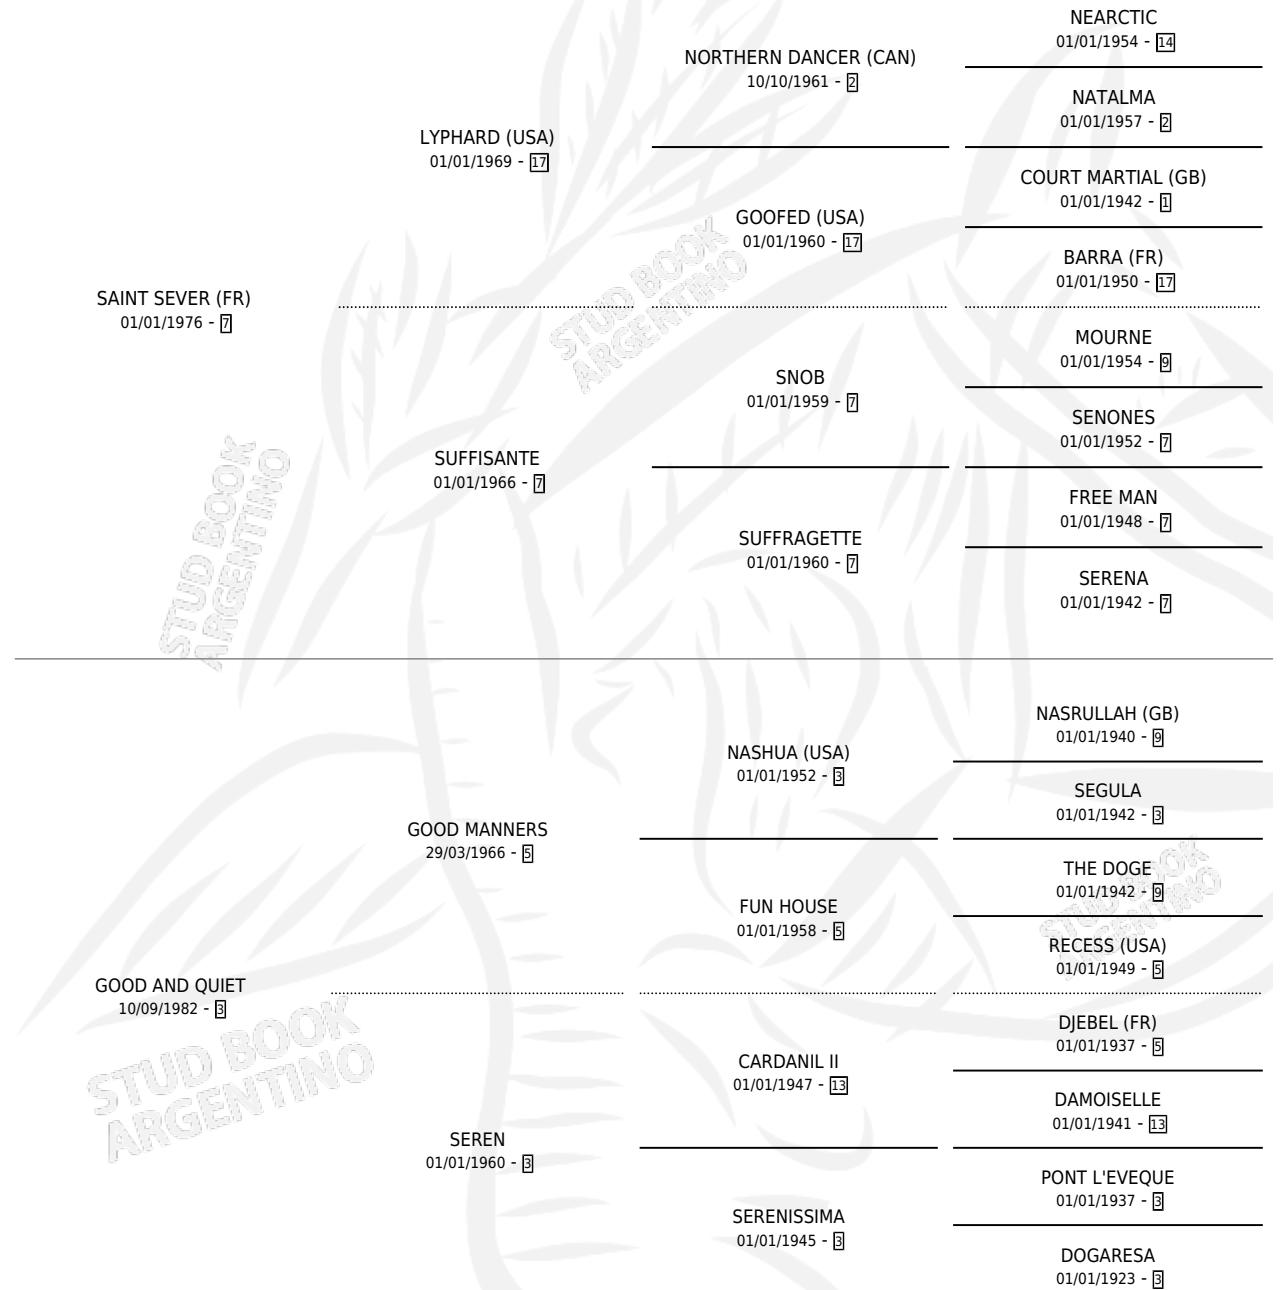 NEARCTIC
01/01/1954 - 14
NORTHERN DANCER (CAN)
10/10/1961 - 2
NATALMA
01/01/1957 - 2
LYPHARD (USA)
01/01/1969 - 17
COURT MARTIAL (GB)
01/01/1942 - 1
GOOFED (USA)
01/01/1960 - 17
BARRA (FR)
01/01/1950 - 17
SAINT SEVER (FR)
01/01/1976 - 7
STUD BOOK
ARGENTINO
MOURNE
01/01/1954 - 9
SNOB
01/01/1959 - 7
SENONES
01/01/1952 - 7
SUFFISANTE
01/01/1966 - 7
FREE MAN
01/01/1948 - 7
SUFFRAGETTE
01/01/1960 - 7
SERENA
01/01/1942 - 7
STUD BOOK
ARGENTINO
NASRULLAH (GB)
01/01/1940 - 9
NASHUA (USA)
01/01/1952 - 3
SEGULA
01/01/1942 - 3
GOOD MANNERS
29/03/1966 - 5
THE DOGE
01/01/1942 - 9
FUN HOUSE
01/01/1958 - 5
RECESS (USA)
01/01/1949 - 5
STUD BOOK
ARGENTINO
GOOD AND QUIET
10/09/1982 - 3
DJEBEL (FR)
01/01/1937 - 5
CARDANIL II
01/01/1947 - 13
DAMOISELLE
01/01/1941 - 13
STUD BOOK
ARGENTINO
SEREN
01/01/1960 - 3
PONT L'EVEQUE
01/01/1937 - 3
SERENISSIMA
01/01/1945 - 3
DOGARESA
01/01/1923 - 3